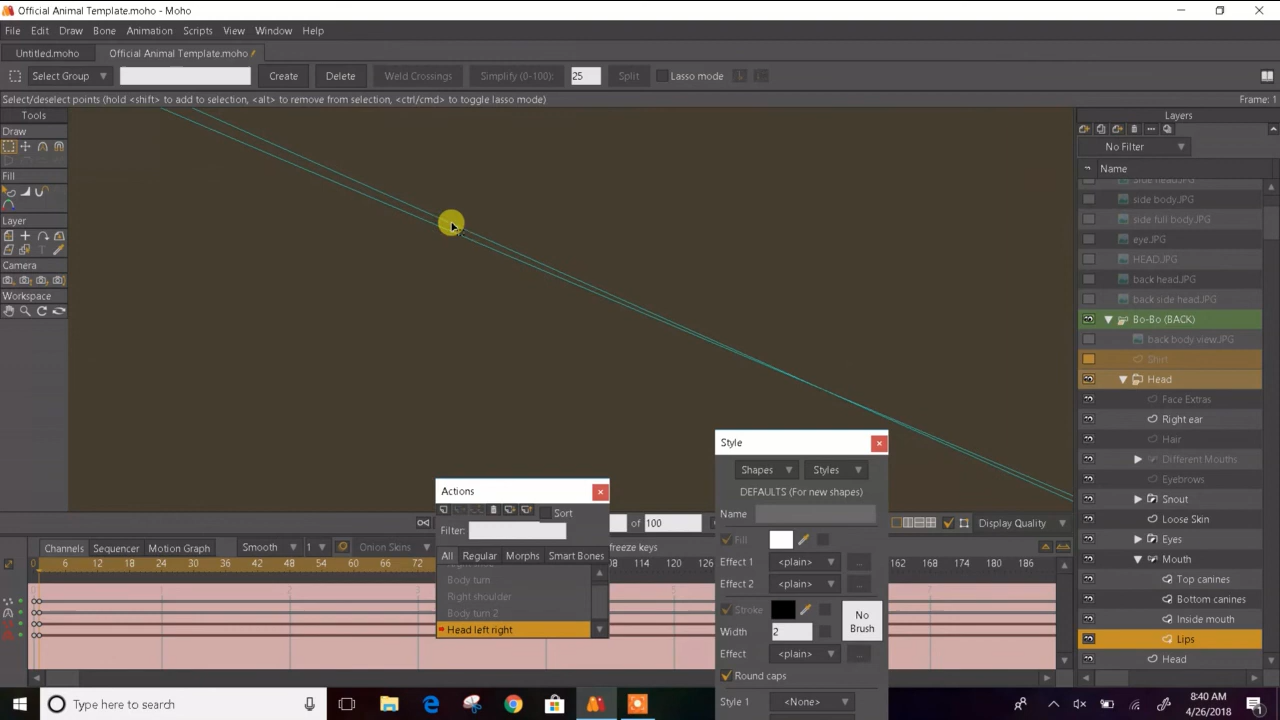 Official Animal Template.moho - Moho
File Edit Draw Bone Animation Scripts View Window Help
Untitled.moho Official Animal Template.moho
Select Group Create Delete Weld Crossings Simplify (0-100): 25 Split Lasso mode
Select/deselect points (hold <shift> to add to selection, <alt> to remove from selection, <ctrl/cmd> to toggle lasso mode) Frame: 1
Tools
Draw
Fill
Layer
Camera
Workspace
Layers
No Filter
Name
side head.JPG
side body.JPG
side full body.JPG
eye.JPG
HEAD.JPG
back head.JPG
back side head.JPG
Bo-Bo (BACK)
back body view.JPG
Shirt
Head
Face Extras
Right ear
Hair
Different Mouths
Eyebrows
Snout
Loose Skin
Eyes
Mouth
Top canines
Bottom canines
Inside mouth
Lips
Head
Style
Shapes Styles
DEFAULTS (For new shapes)
Name
Fill
Effect 1 <plain> ...
Effect 2 <plain> ...
Stroke
Width 2
No Brush
Effect <plain> ...
Round caps
Style 1 <None>
Actions
Sort
Filter:
All Regular Morphs Smart Bones
Body turn
Right shoulder
Body turn 2
Head left right
of 100
Display Quality
Channels Sequencer Motion Graph Smooth 1 Onion Skins
freeze keys
0 6 12 18 24 30 36 42 48 54 60 66 72 108 114 120 126 132 138 162 168 174 180 186
Type here to search
8:40 AM
4/26/2018